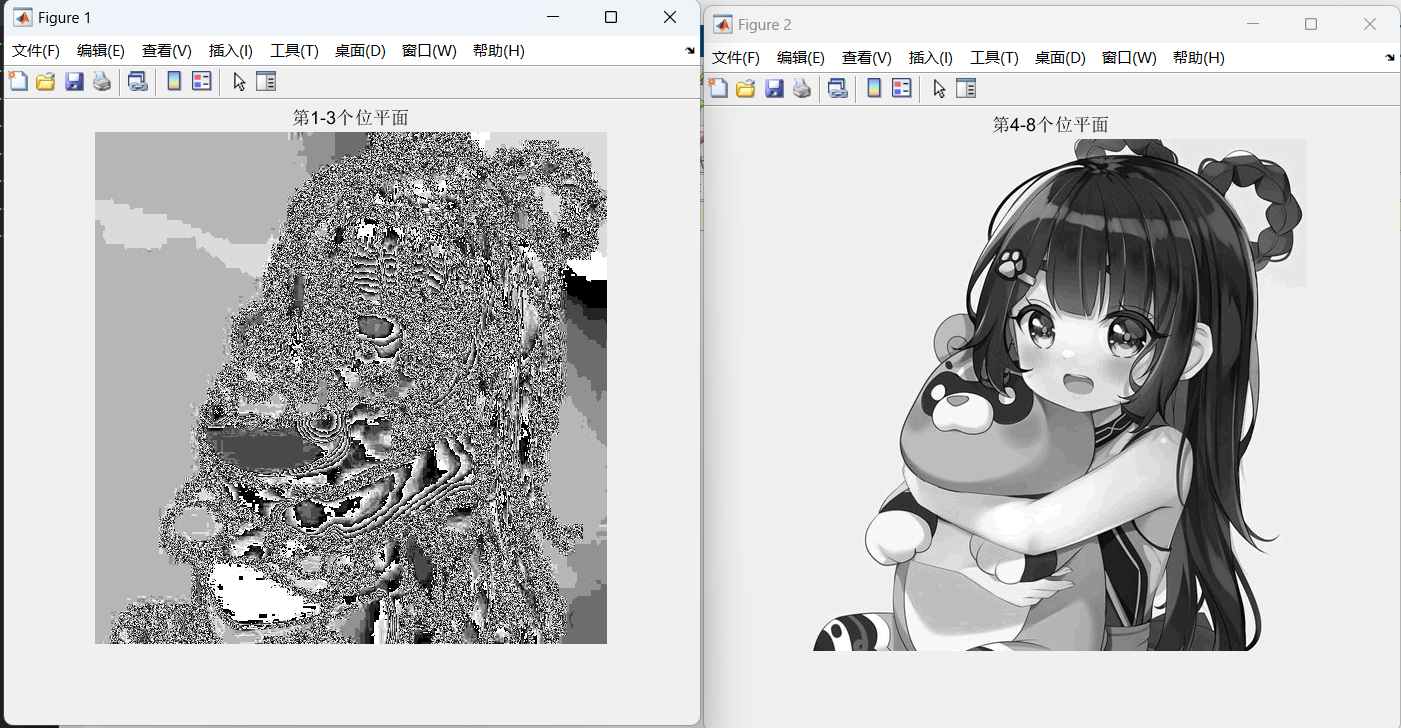 Figure 1
文件(F) 编辑(E) 查看(V) 插入(I) 工具(T) 桌面(D) 窗口(W) 帮助(H)
第1-3个位平面
Figure 2
文件(F) 编辑(E) 查看(V) 插入(I) 工具(T) 桌面(D) 窗口(W) 帮助(H)
第4-8个位平面